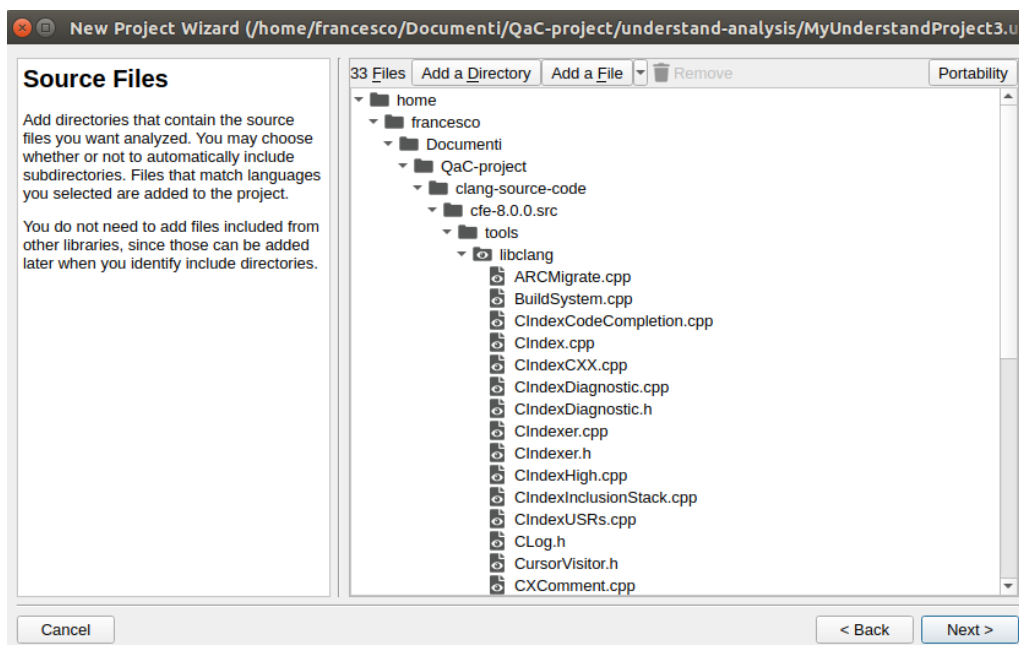 New Project Wizard (/home/francesco/Documenti/QaC-project/understand-analysis/MyUnderstandProject3.u
Source Files
Add directories that contain the source
files you want analyzed. You may choose
whether or not to automatically include
subdirectories. Files that match languages
you selected are added to the project.
You do not need to add files included from
other libraries, since those can be added
later when you identify include directories.
33 Files Add a Directory Add a File Remove Portability
home
francesco
Documenti
QaC-project
clang-source-code
cfe-8.0.0.src
tools
libclang
ARCMigrate.cpp
BuildSystem.cpp
CIndexCodeCompletion.cpp
CIndex.cpp
CIndexCXX.cpp
CIndexDiagnostic.cpp
CIndexDiagnostic.h
CIndexer.cpp
CIndexer.h
CIndexHigh.cpp
CIndexInclusionStack.cpp
CIndexUSRs.cpp
CLog.h
CursorVisitor.h
CXComment.cpp
Cancel < Back Next >